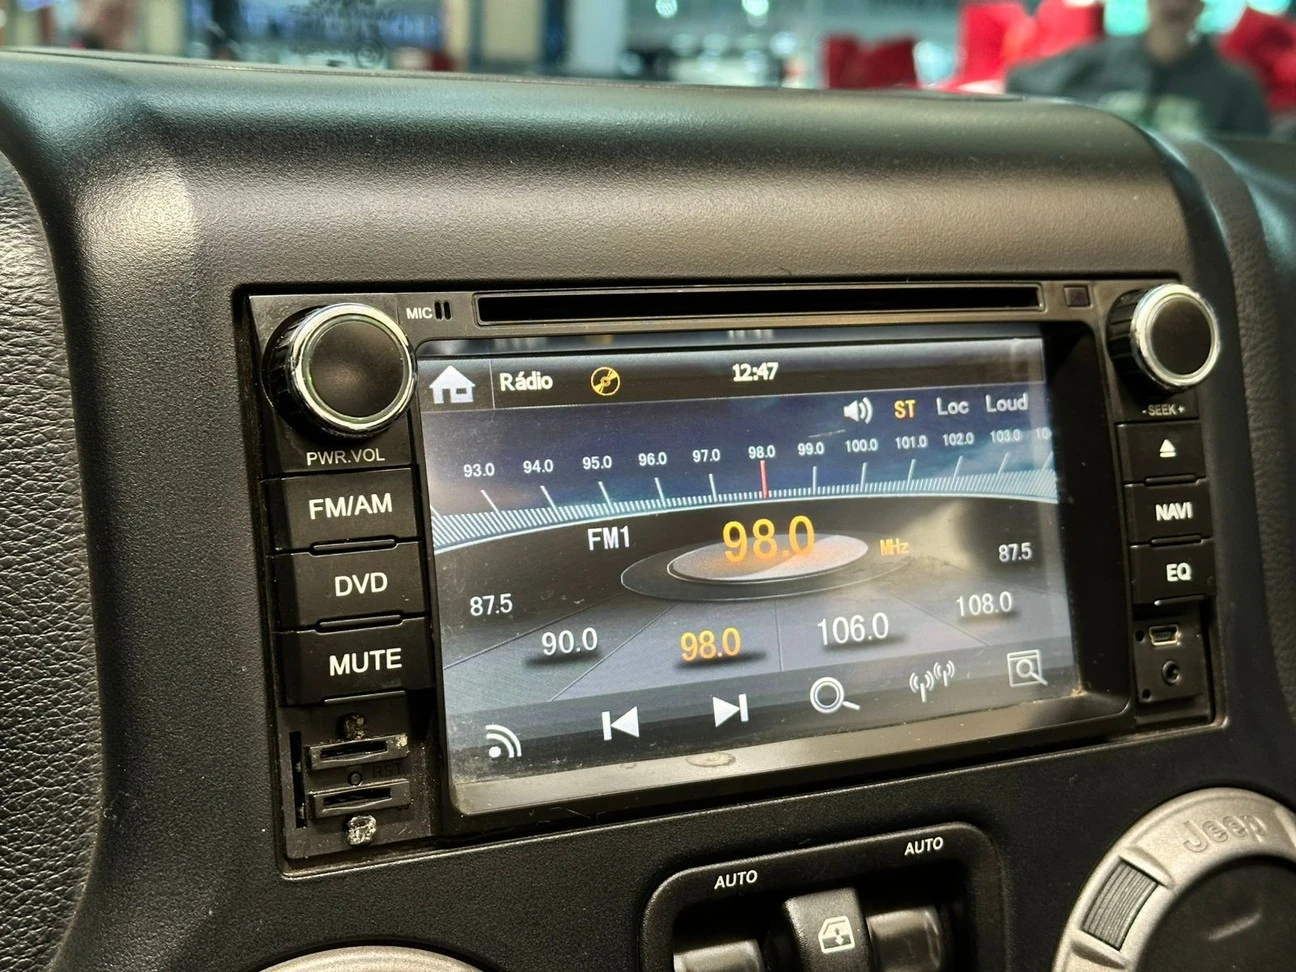 MIC
Rádio 12:47
ST Loc Loud
93.0 94.0 95.0 96.0 97.0 98.0 99.0 100.0 101.0 102.0 103.0
FM1 98.0 MHz
87.5 90.0 98.0 106.0 108.0 87.5
PWR.VOL
FM/AM
DVD
MUTE
RST
- SEEK +
NAVI
EQ
AUTO AUTO
Jeep